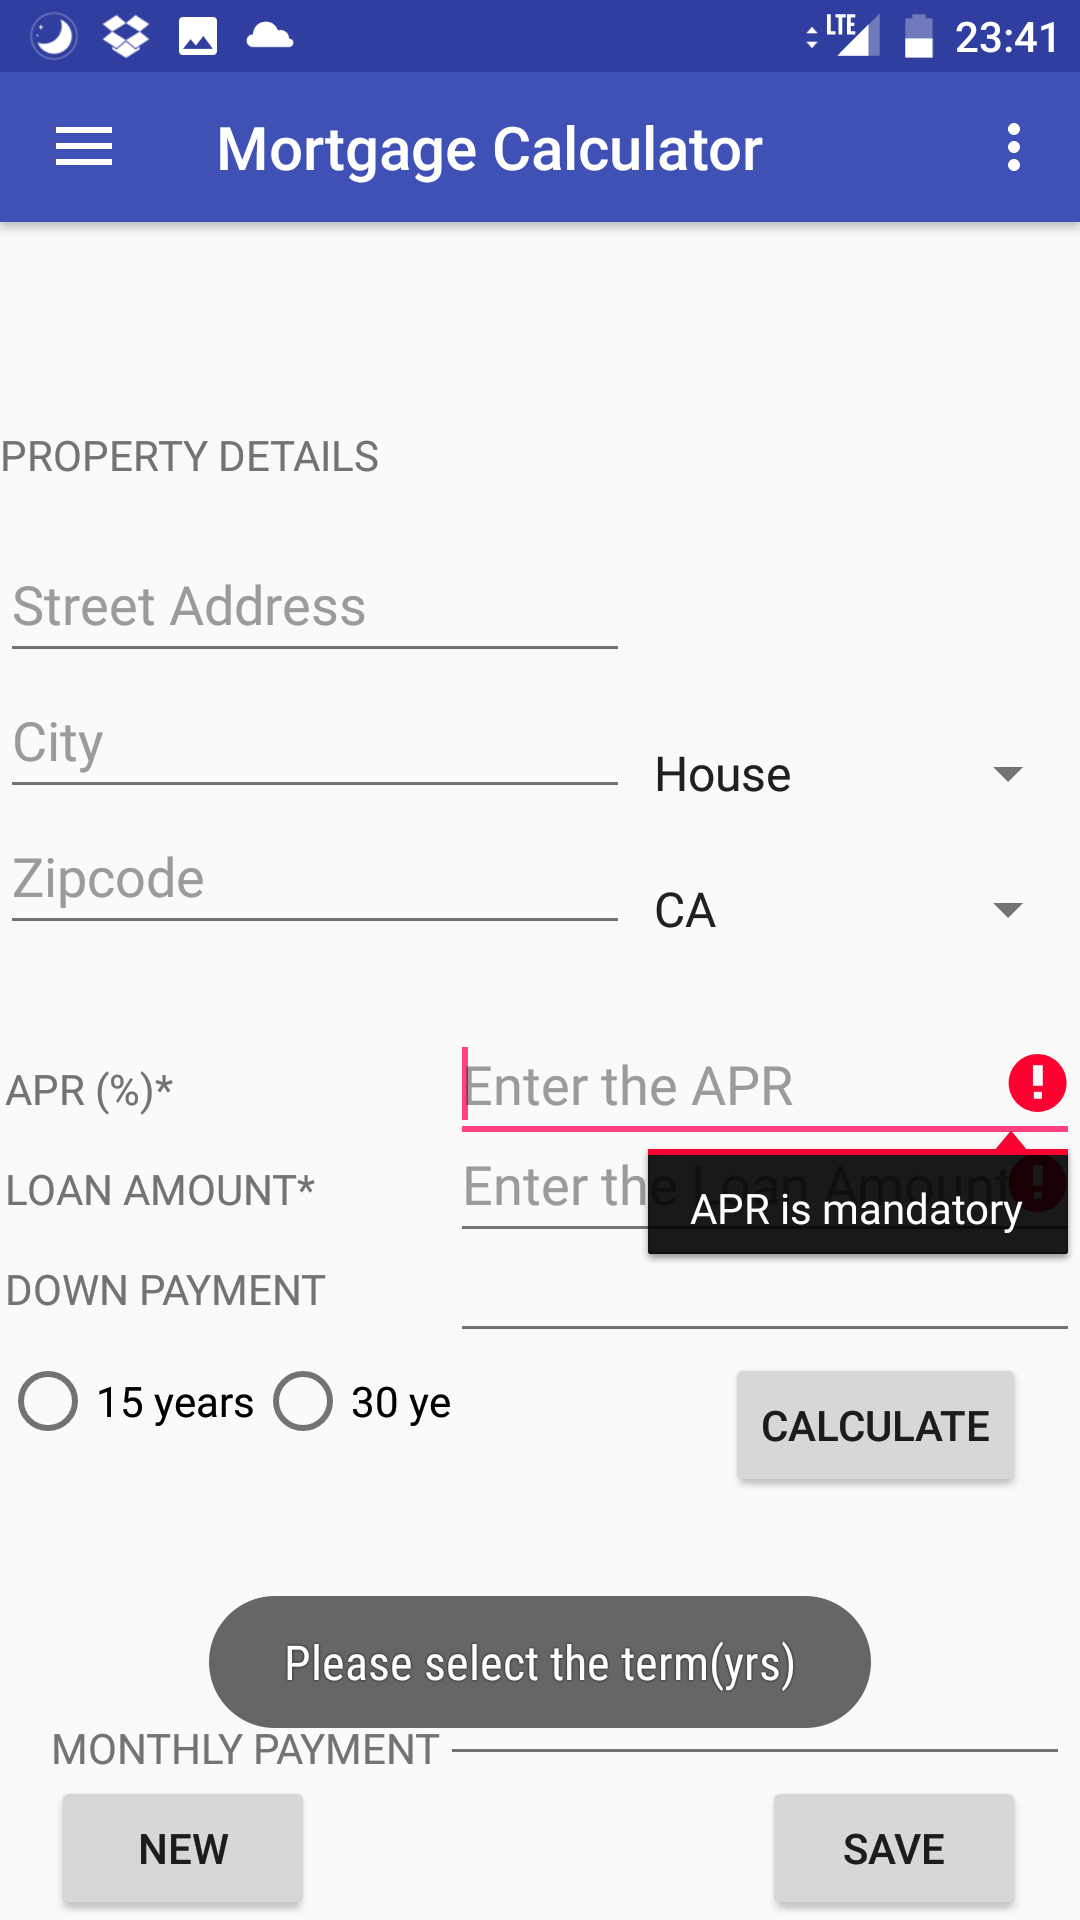 LTE 23:41
Mortgage Calculator
PROPERTY DETAILS
Street Address
City
House
Zipcode
CA
APR (%)*
Enter the APR
LOAN AMOUNT*
Enter the Loan Amount
APR is mandatory
DOWN PAYMENT
15 years 30 ye
CALCULATE
Please select the term(yrs)
MONTHLY PAYMENT
NEW SAVE